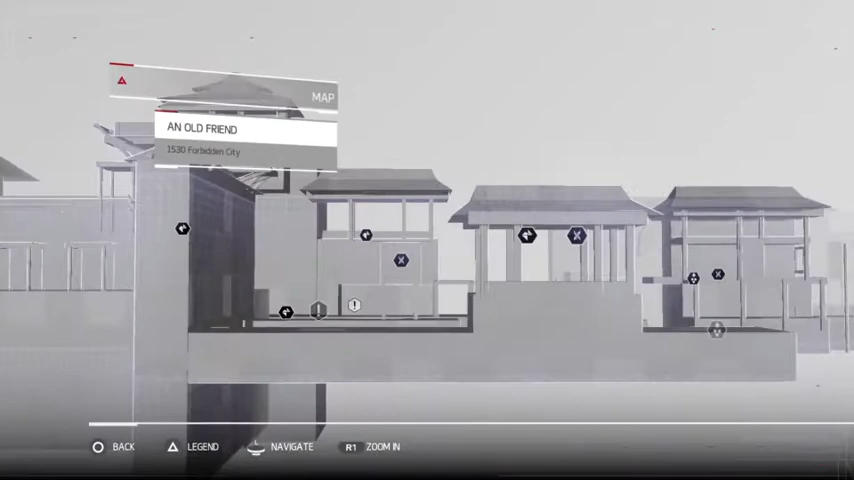 MAP
AN OLD FRIEND
1530 Forbidden City
BACK
LEGEND
NAVIGATE
R1 ZOOM IN